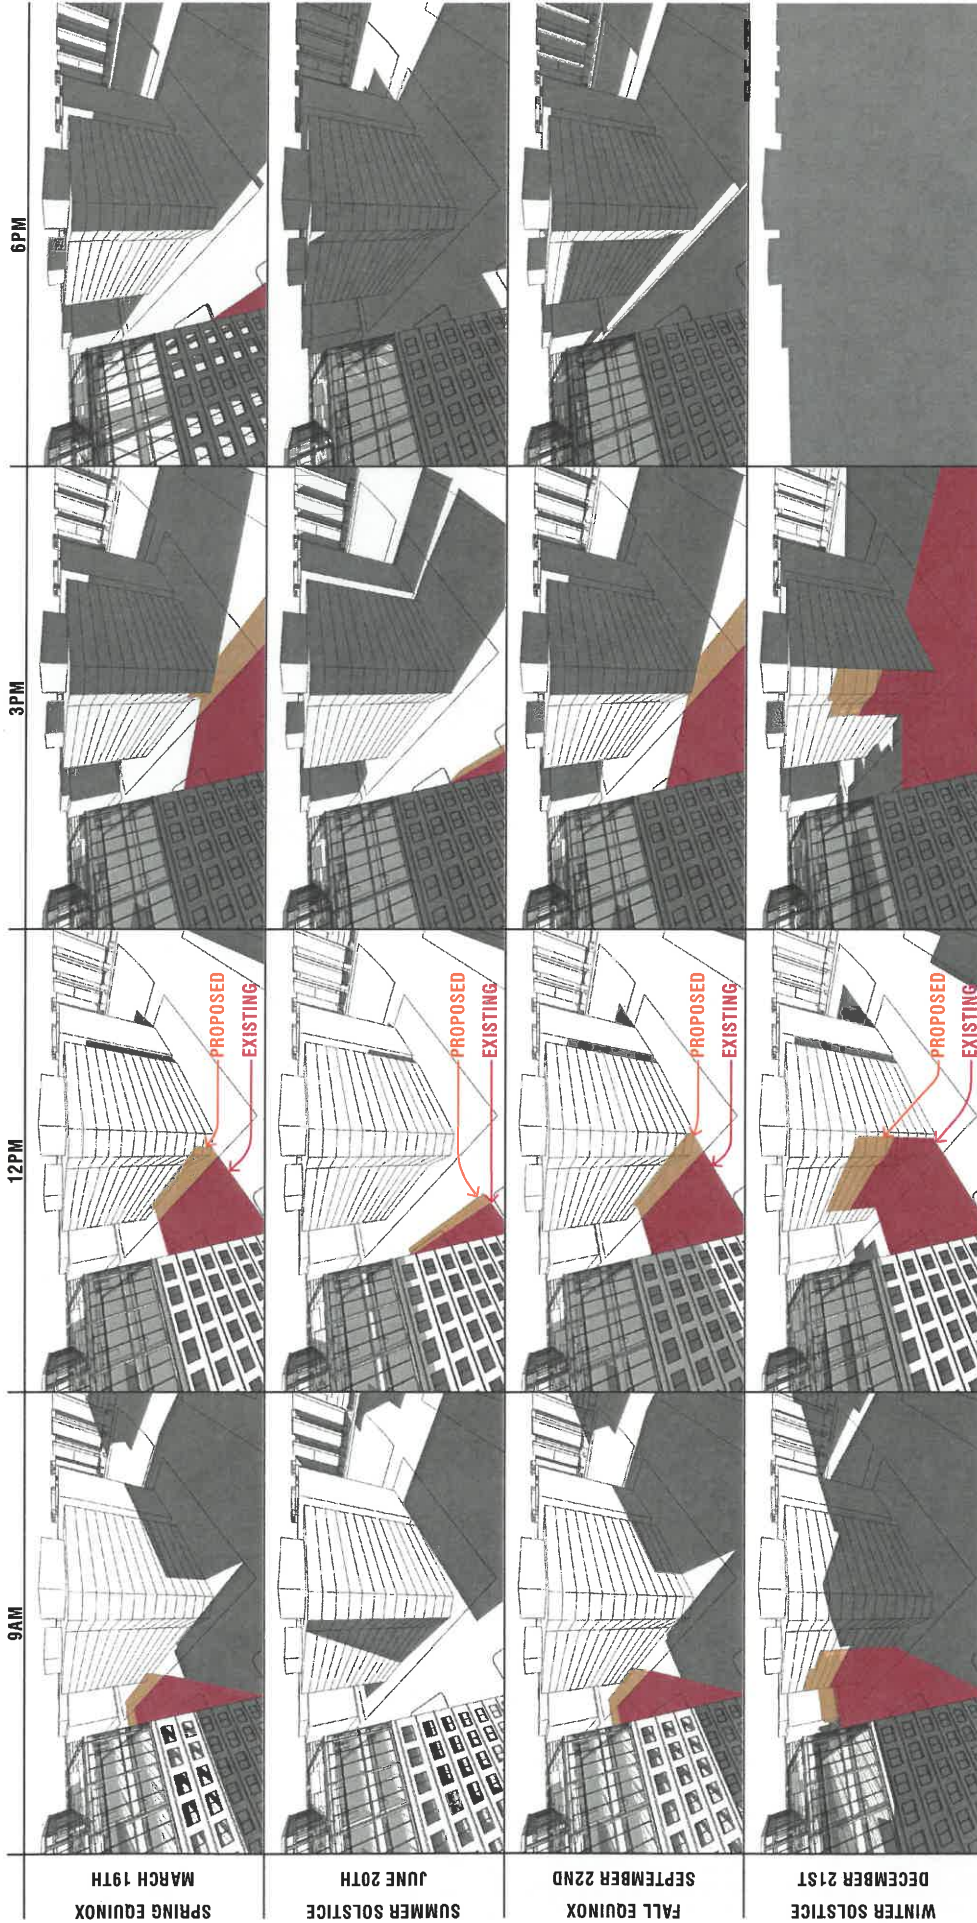 9AM
12PM
3PM
6PM
SPRING EQUINOX
MARCH 19TH
PROPOSED
EXISTING
SUMMER SOLSTICE
JUNE 20TH
PROPOSED
EXISTING
FALL EQUINOX
SEPTEMBER 22ND
PROPOSED
EXISTING
WINTER SOLSTICE
DECEMBER 21ST
PROPOSED
EXISTING